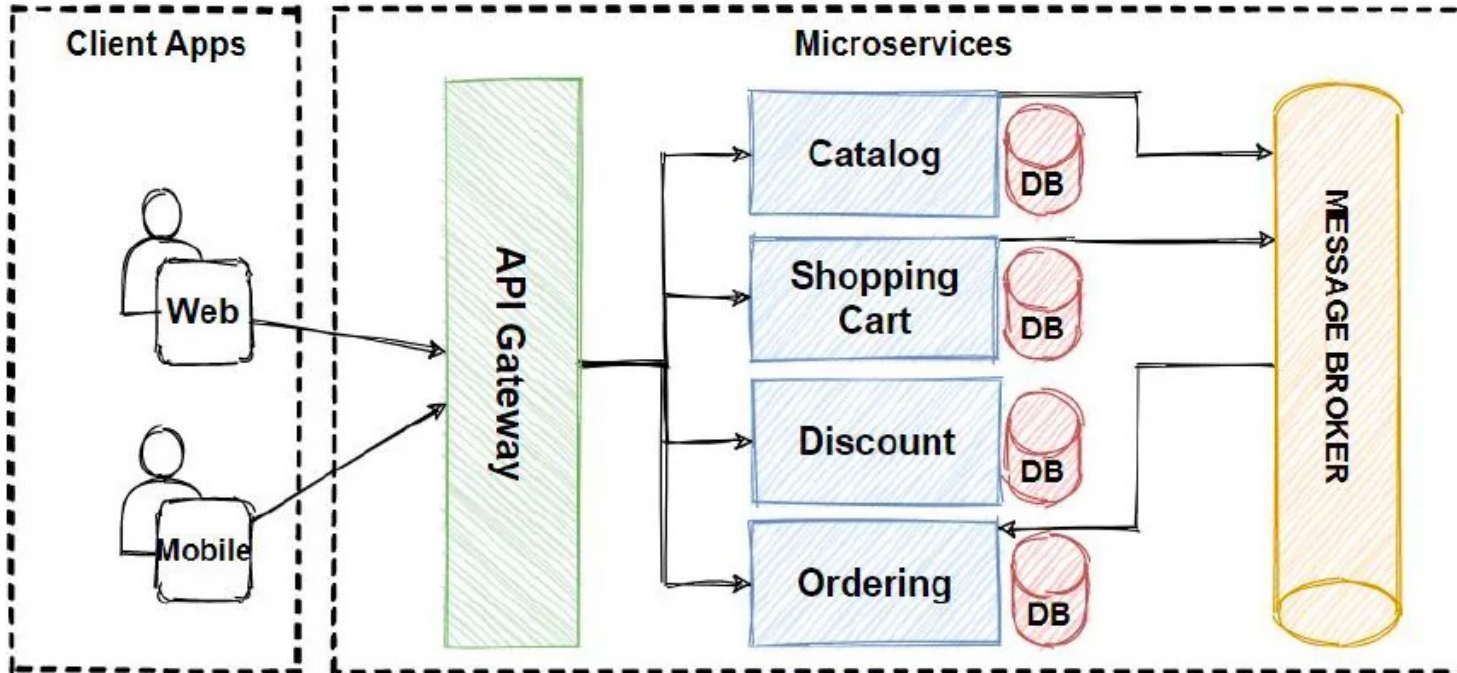 Client Apps
Microservices
Web
Mobile
API Gateway
Catalog
DB
Shopping
Cart
DB
Discount
DB
Ordering
DB
MESSAGE BROKER